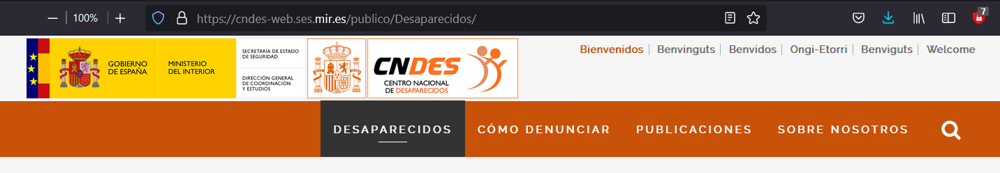 100%
https://cndes-web.ses.mir.es/publico/Desaparecidos/
7
GOBIERNO
DE ESPAÑA
MINISTERIO
DEL INTERIOR
SECRETARÍA DE ESTADO
DE SEGURIDAD
DIRECCIÓN GENERAL
DE COORDINACIÓN
Y ESTUDIOS
CNDES
CENTRO NACIONAL
DE DESAPARECIDOS
Bienvenidos Benvinguts Benvidos Ongi-Etorri Benviguts Welcome
DESAPARECIDOS CÓMO DENUNCIAR PUBLICACIONES SOBRE NOSOTROS